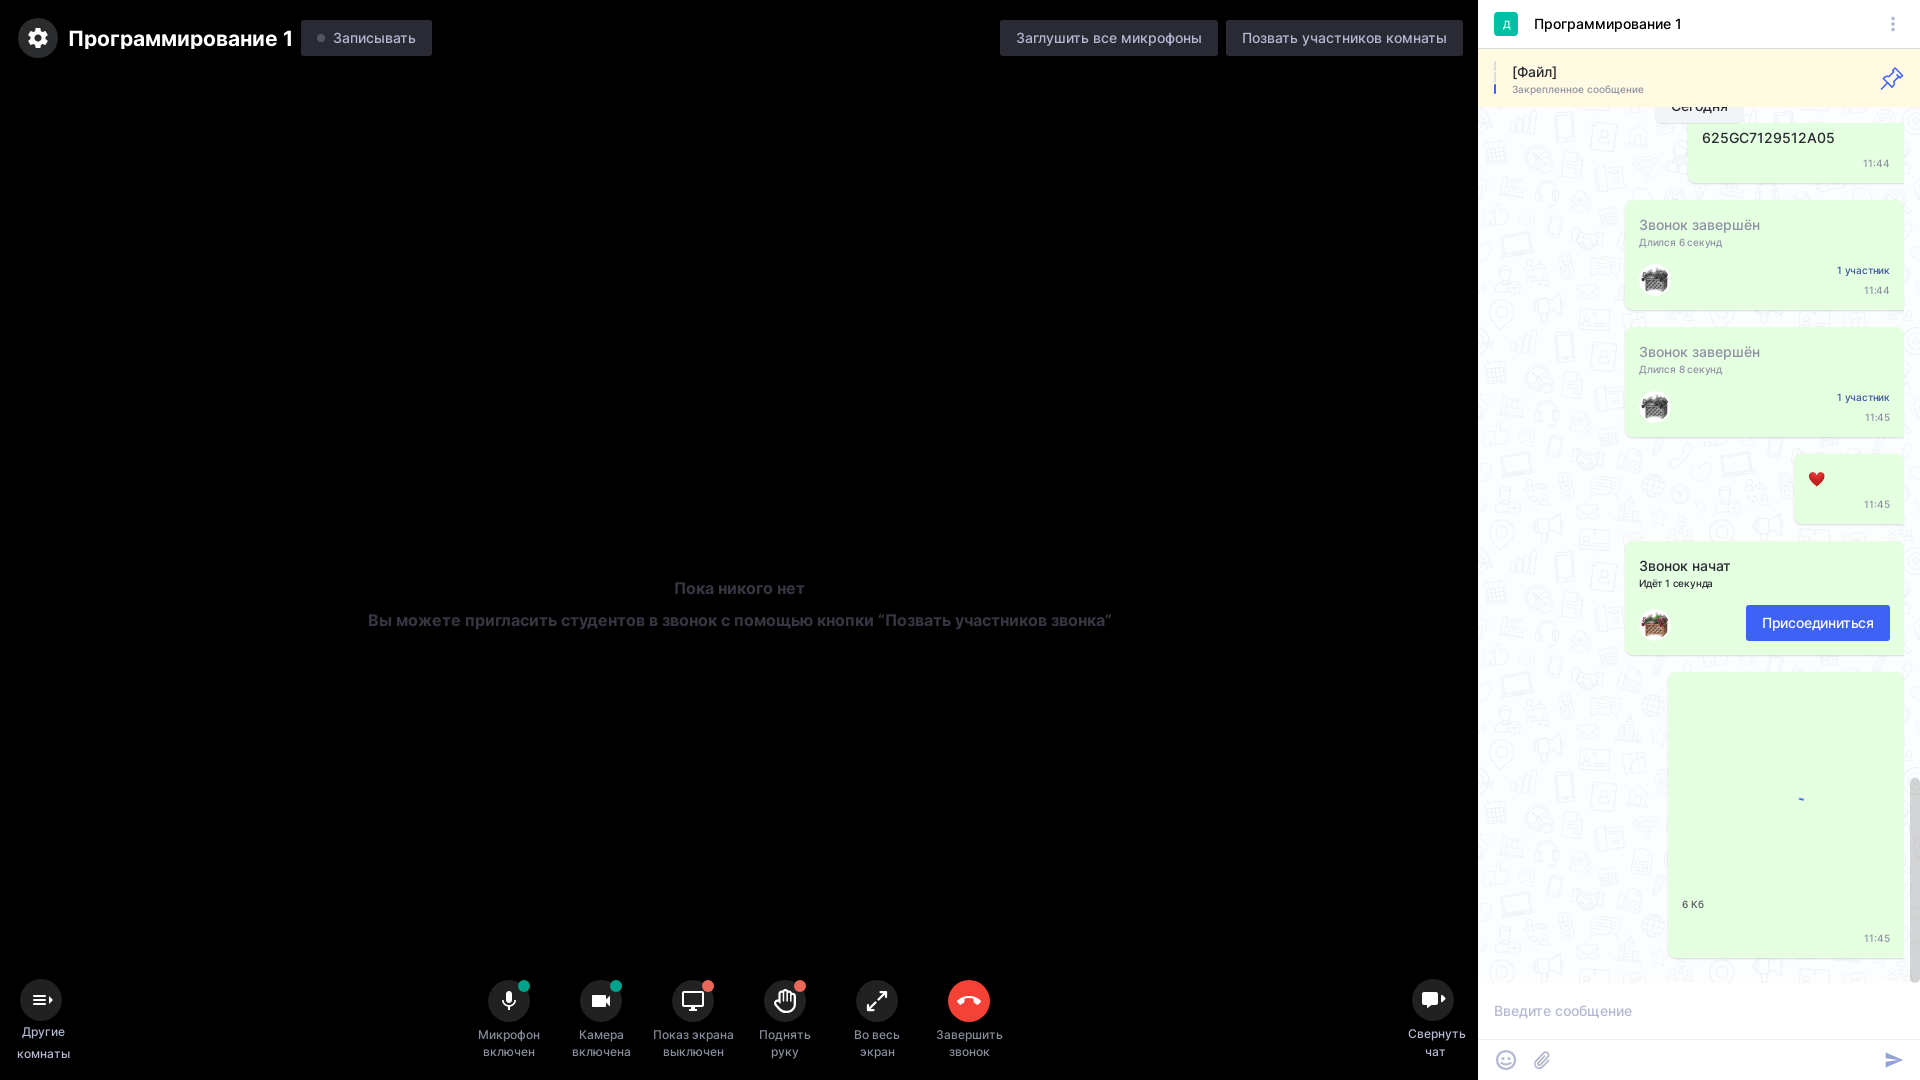 Программирование 1
Записывать
Заглушить все микрофоны
Позвать участников комнаты
Пока никого нет
Вы можете пригласить студентов в звонок с помощью кнопки “Позвать участников звонка”
Другие
комнаты
Микрофон
включен
Камера
включена
Показ экрана
выключен
Поднять
руку
Во весь
экран
Завершить
звонок
Свернуть
чат
Д
Программирование 1
[Файл]
Закрепленное сообщение
Сегодня
625GC7129512A05
11:44
Звонок завершён
Длился 6 секунд
1 участник
11:44
Звонок завершён
Длился 8 секунд
1 участник
11:45
11:45
Звонок начат
Идёт 1 секунда
Присоединиться
6 Кб
11:45
Введите сообщение